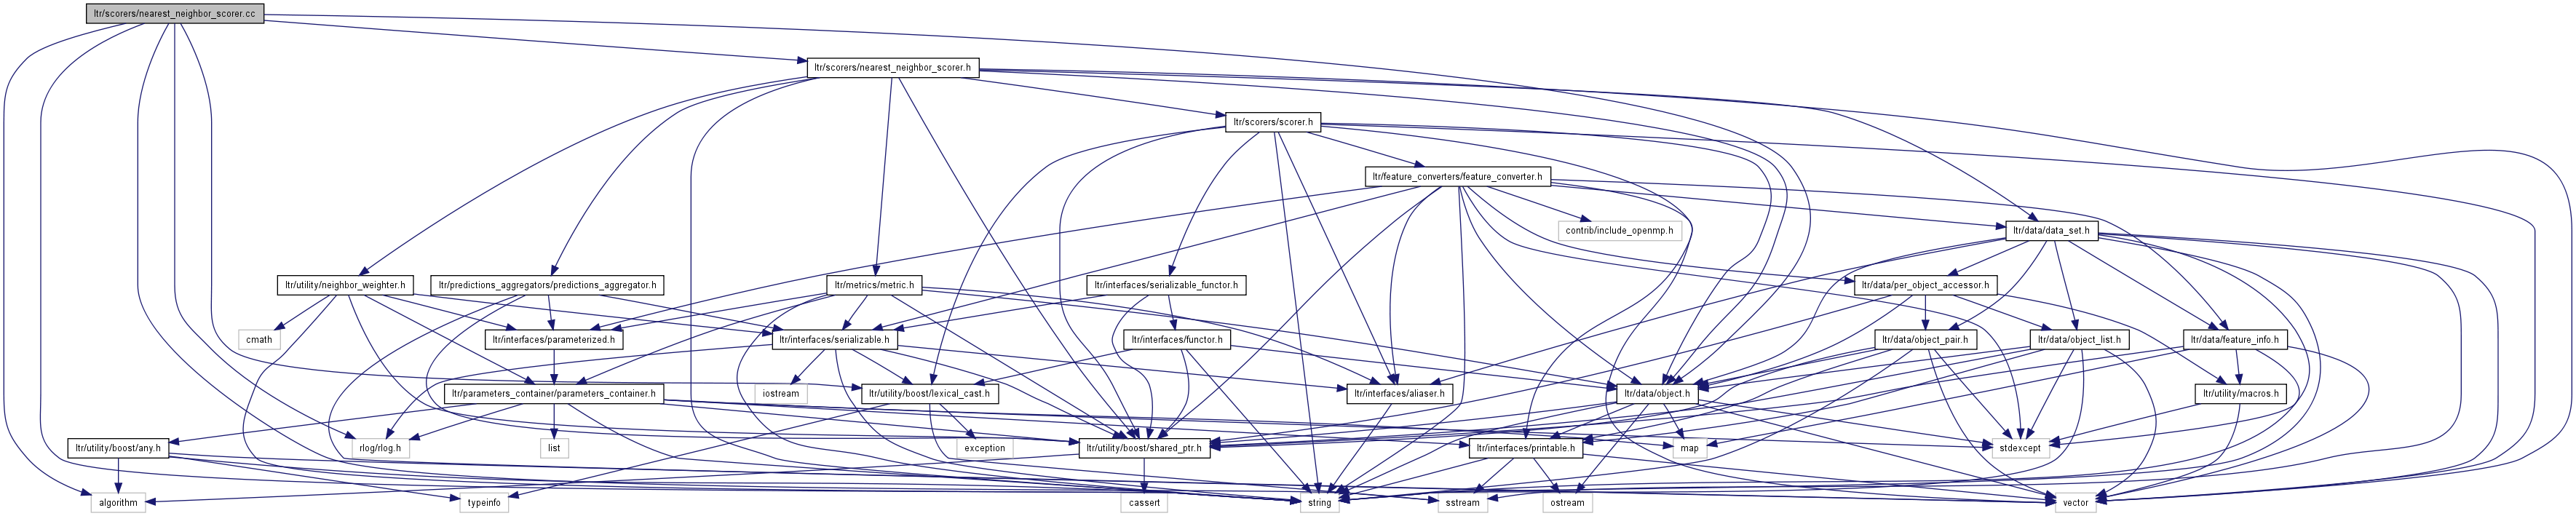 ltr/scorers/nearest_neighbor_scorer.cc
ltr/scorers/nearest_neighbor_scorer.h
ltr/scorers/scorer.h
ltr/feature_converters/feature_converter.h
contrib/include_openmp.h
ltr/data/data_set.h
ltr/utility/neighbor_weighter.h
ltr/predictions_aggregators/predictions_aggregator.h
ltr/metrics/metric.h
ltr/interfaces/serializable_functor.h
ltr/data/per_object_accessor.h
cmath
ltr/interfaces/parameterized.h
ltr/interfaces/serializable.h
ltr/interfaces/functor.h
ltr/data/object_pair.h
ltr/data/object_list.h
ltr/data/feature_info.h
ltr/parameters_container/parameters_container.h
iostream
ltr/utility/boost/lexical_cast.h
ltr/interfaces/aliaser.h
ltr/data/object.h
ltr/utility/macros.h
ltr/utility/boost/any.h
rlog/rlog.h
list
exception
ltr/utility/boost/shared_ptr.h
ltr/interfaces/printable.h
map
stdexcept
algorithm
typeinfo
cassert
string
sstream
ostream
vector